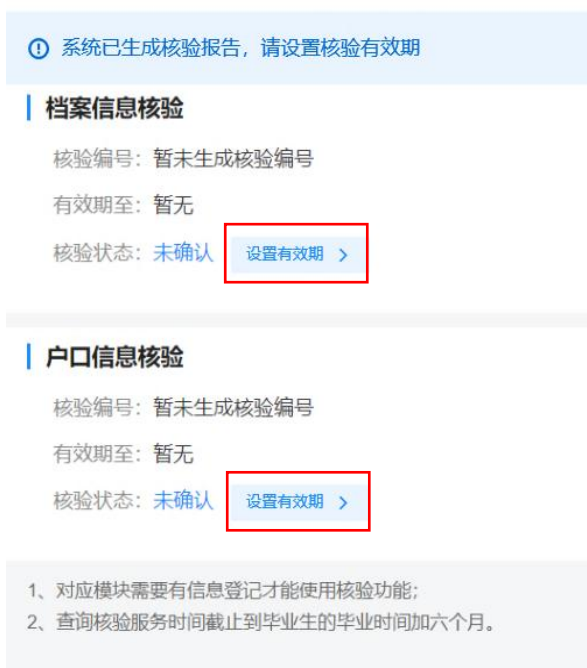 系统已生成核验报告，请设置核验有效期
档案信息核验
核验编号：暂未生成核验编号
有效期至：暂无
核验状态：未确认 设置有效期 >
户口信息核验
核验编号：暂未生成核验编号
有效期至：暂无
核验状态：未确认 设置有效期 >
1、对应模块需要有信息登记才能使用核验功能；
2、查询核验服务时间截止到毕业生的毕业时间加六个月。